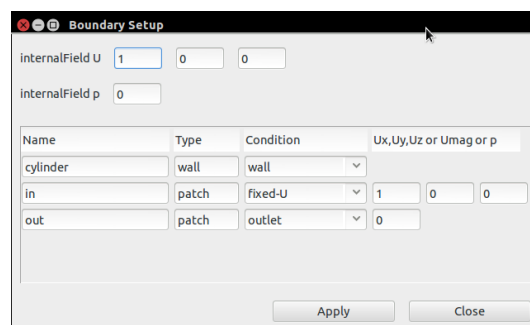 Boundary Setup
internalField U 1 0 0
internalField p 0
Name Type Condition Ux,Uy,Uz or Umag or p
cylinder wall wall
in patch fixed-U 1 0 0
out patch outlet 0
Apply Close